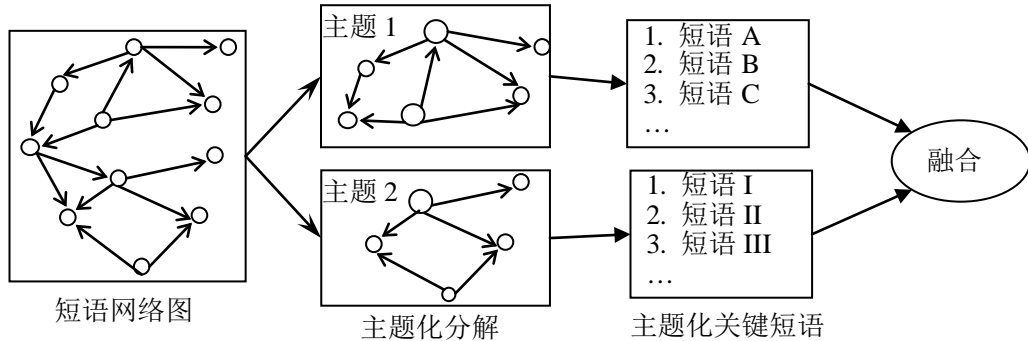 主题 1
1. 短语 A
2. 短语 B
3. 短语 C
…
融合
主题 2
1. 短语 I
2. 短语 II
3. 短语 III
…
短语网络图
主题化分解
主题化关键短语